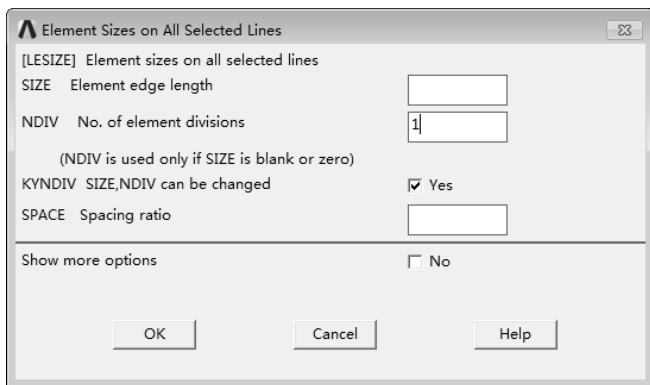 Element Sizes on All Selected Lines
[LESIZE] Element sizes on all selected lines
SIZE Element edge length
NDIV No. of element divisions 1
(NDIV is used only if SIZE is blank or zero)
KYNDIV SIZE,NDIV can be changed Yes
SPACE Spacing ratio
Show more options No
OK Cancel Help